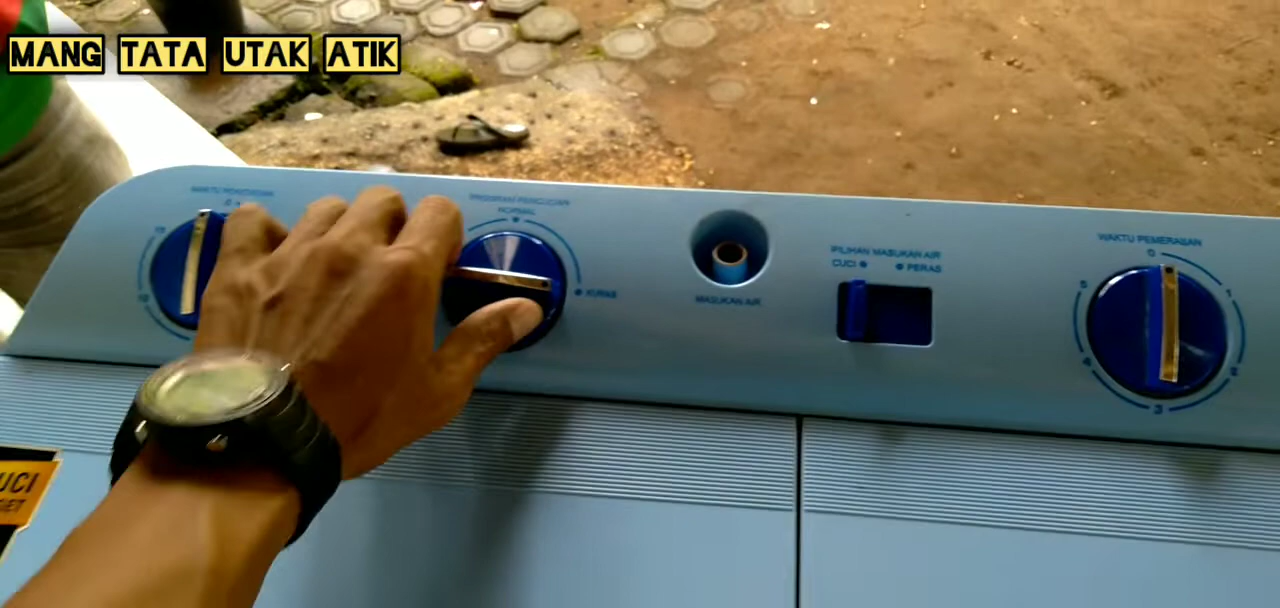 MANG TATA UTAK ATIK
PROGRAM PENCUCIAN
NORMAL
KURAS
MASUKAN AIR
PILIHAN MASUKAN AIR
CUCI PERAS
WAKTU PEMERASAN
0
1
3
4
5
15
CUCI